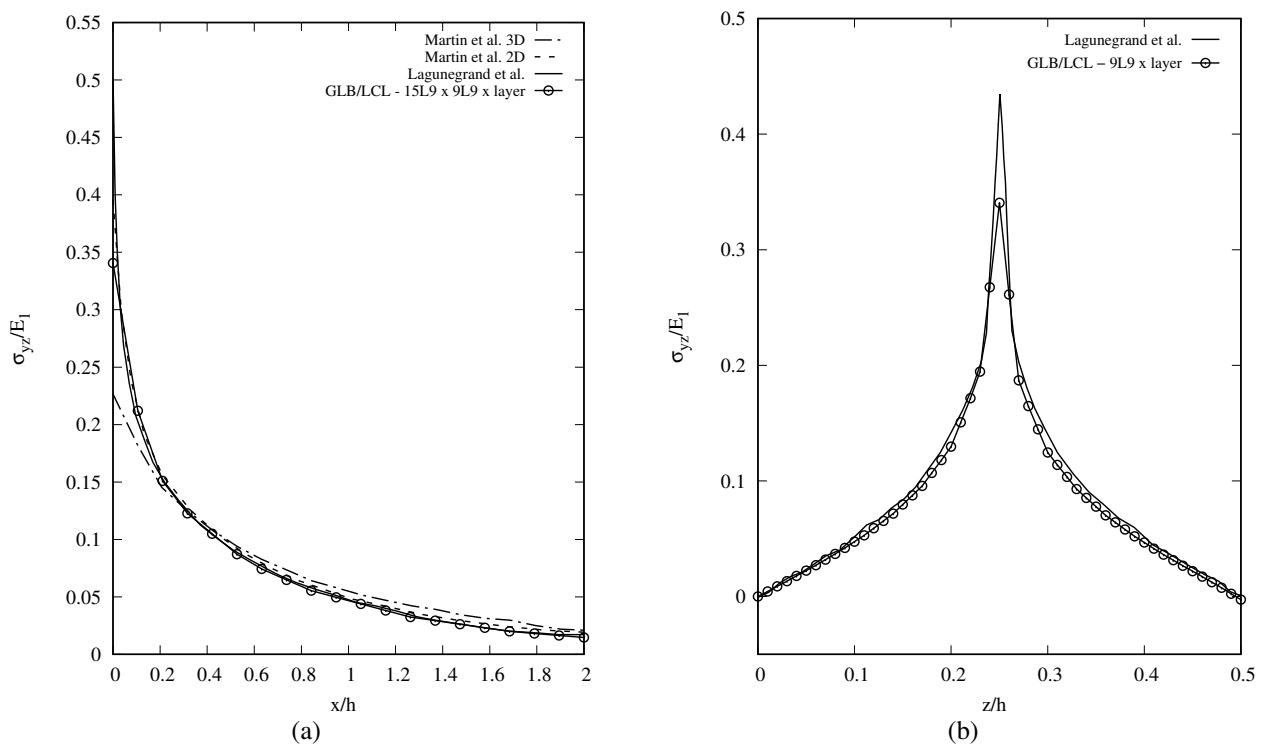 0.55
0.5
0.45
0.4
0.35
0.3
0.25
0.2
0.15
0.1
0.05
0
0 0.2 0.4 0.6 0.8 1 1.2 1.4 1.6 1.8 2
σyz/E1
x/h
Martin et al. 3D
Martin et al. 2D
Lagunegrand et al.
GLB/LCL - 15L9 x 9L9 x layer
(a)
0.5
0.4
0.3
0.2
0.1
0
0 0.1 0.2 0.3 0.4 0.5
σyz/E1
z/h
Lagunegrand et al.
GLB/LCL − 9L9 x layer
(b)